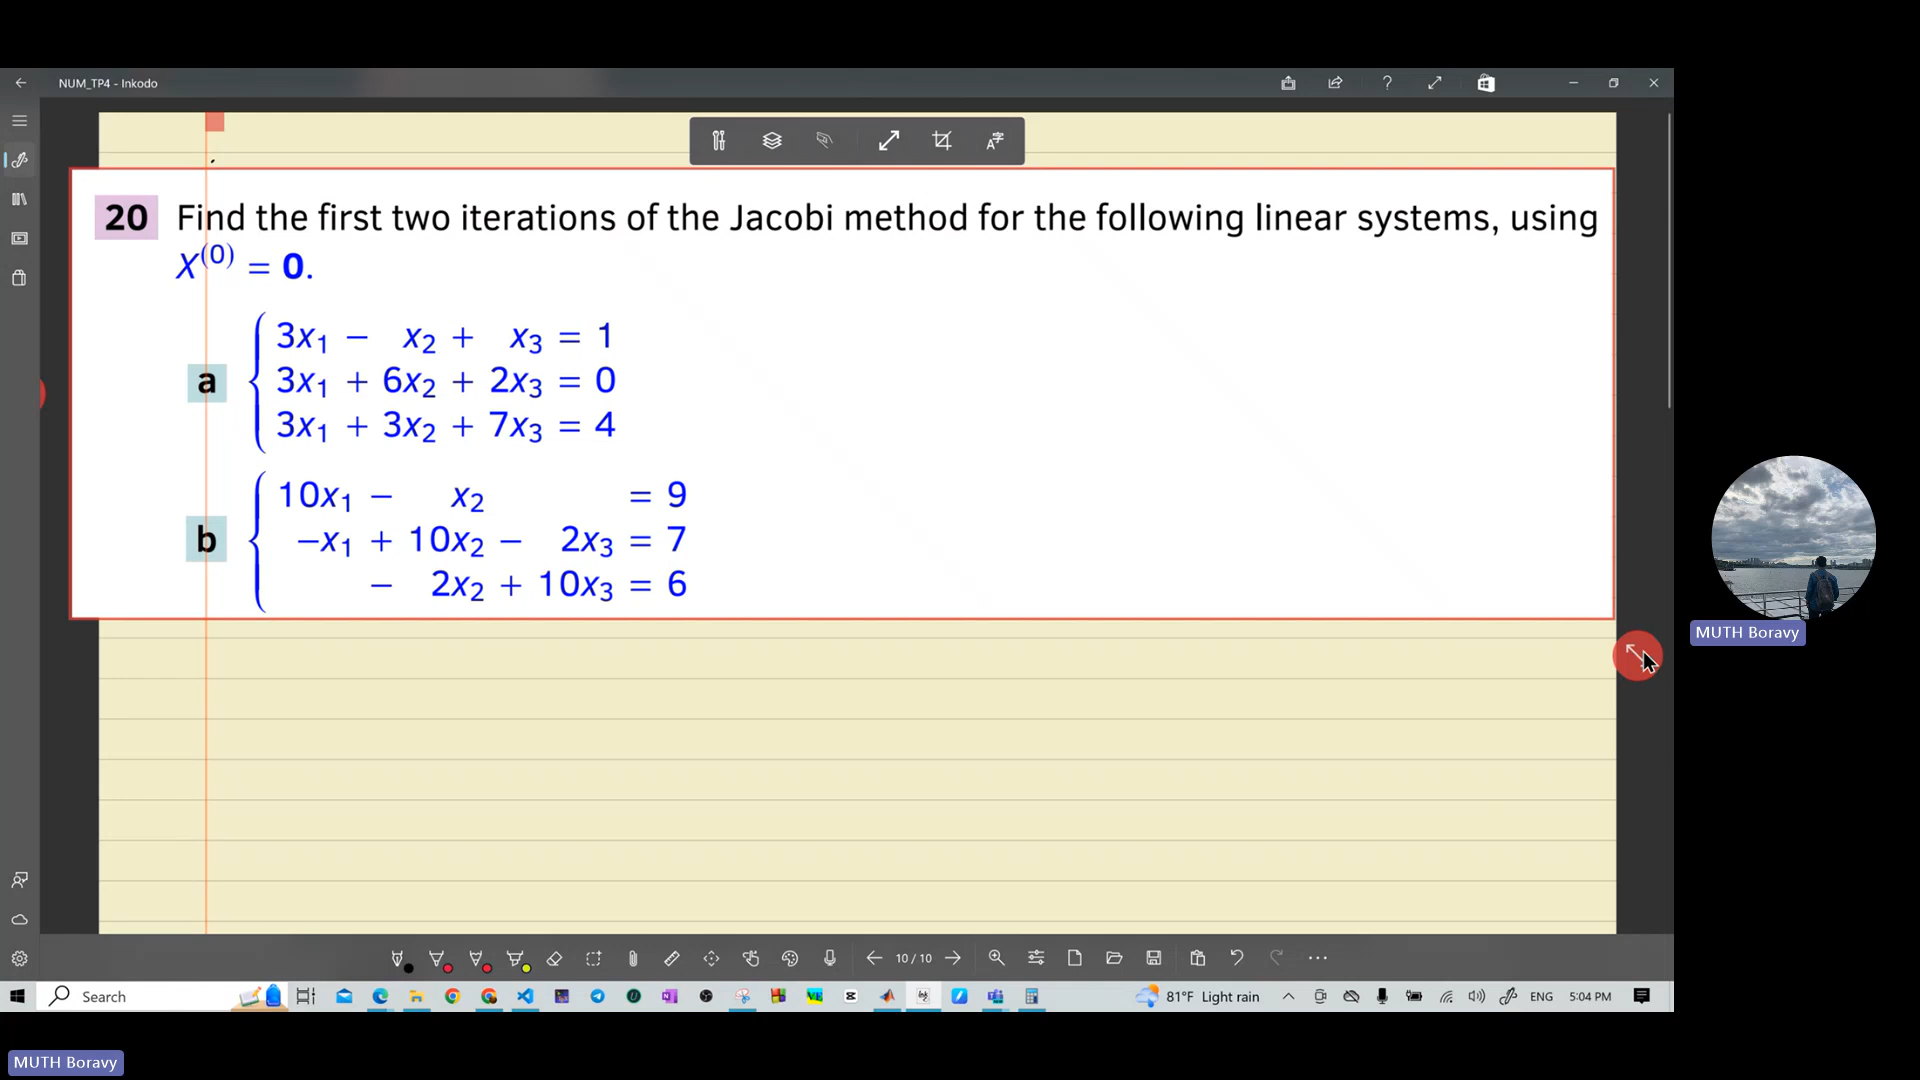 NUM_TP4 - Inkodo
20 Find the first two iterations of the Jacobi method for the following linear systems, using
X⁽⁰⁾ = 0.
a
3x₁ − x₂ + x₃ = 1
3x₁ + 6x₂ + 2x₃ = 0
3x₁ + 3x₂ + 7x₃ = 4
b
10x₁ − x₂ = 9
−x₁ + 10x₂ − 2x₃ = 7
− 2x₂ + 10x₃ = 6
MUTH Boravy
10 / 10
Search
81°F Light rain
ENG
5:04 PM
MUTH Boravy